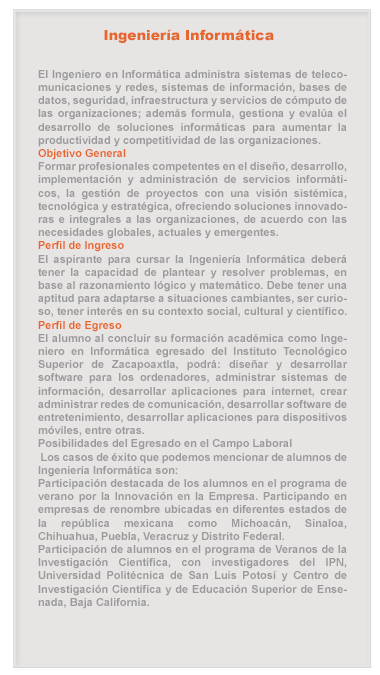 Ingeniería Informática
El Ingeniero en Informática administra sistemas de teleco-
municaciones y redes, sistemas de información, bases de
datos, seguridad, infraestructura y servicios de cómputo de
las organizaciones; además formula, gestiona y evalúa el
desarrollo de soluciones informáticas para aumentar la
productividad y competitividad de las organizaciones.
Objetivo General
Formar profesionales competentes en el diseño, desarrollo,
implementación y administración de servicios informáti-
cos, la gestión de proyectos con una visión sistémica,
tecnológica y estratégica, ofreciendo soluciones innovado-
ras e integrales a las organizaciones, de acuerdo con las
necesidades globales, actuales y emergentes.
Perfil de Ingreso
El aspirante para cursar la Ingeniería Informática deberá
tener la capacidad de plantear y resolver problemas, en
base al razonamiento lógico y matemático. Debe tener una
aptitud para adaptarse a situaciones cambiantes, ser curio-
so, tener interés en su contexto social, cultural y científico.
Perfil de Egreso
El alumno al concluir su formación académica como Inge-
niero en Informática egresado del Instituto Tecnológico
Superior de Zacapoaxtla, podrá: diseñar y desarrollar
software para los ordenadores, administrar sistemas de
información, desarrollar aplicaciones para internet, crear
administrar redes de comunicación, desarrollar software de
entretenimiento, desarrollar aplicaciones para dispositivos
móviles, entre otras.
Posibilidades del Egresado en el Campo Laboral
Los casos de éxito que podemos mencionar de alumnos de
Ingeniería Informática son:
Participación destacada de los alumnos en el programa de
verano por la Innovación en la Empresa. Participando en
empresas de renombre ubicadas en diferentes estados de
la república mexicana como Michoacán, Sinaloa,
Chihuahua, Puebla, Veracruz y Distrito Federal.
Participación de alumnos en el programa de Veranos de la
Investigación Científica, con investigadores del IPN,
Universidad Politécnica de San Luis Potosí y Centro de
Investigación Científica y de Educación Superior de Ense-
nada, Baja California.